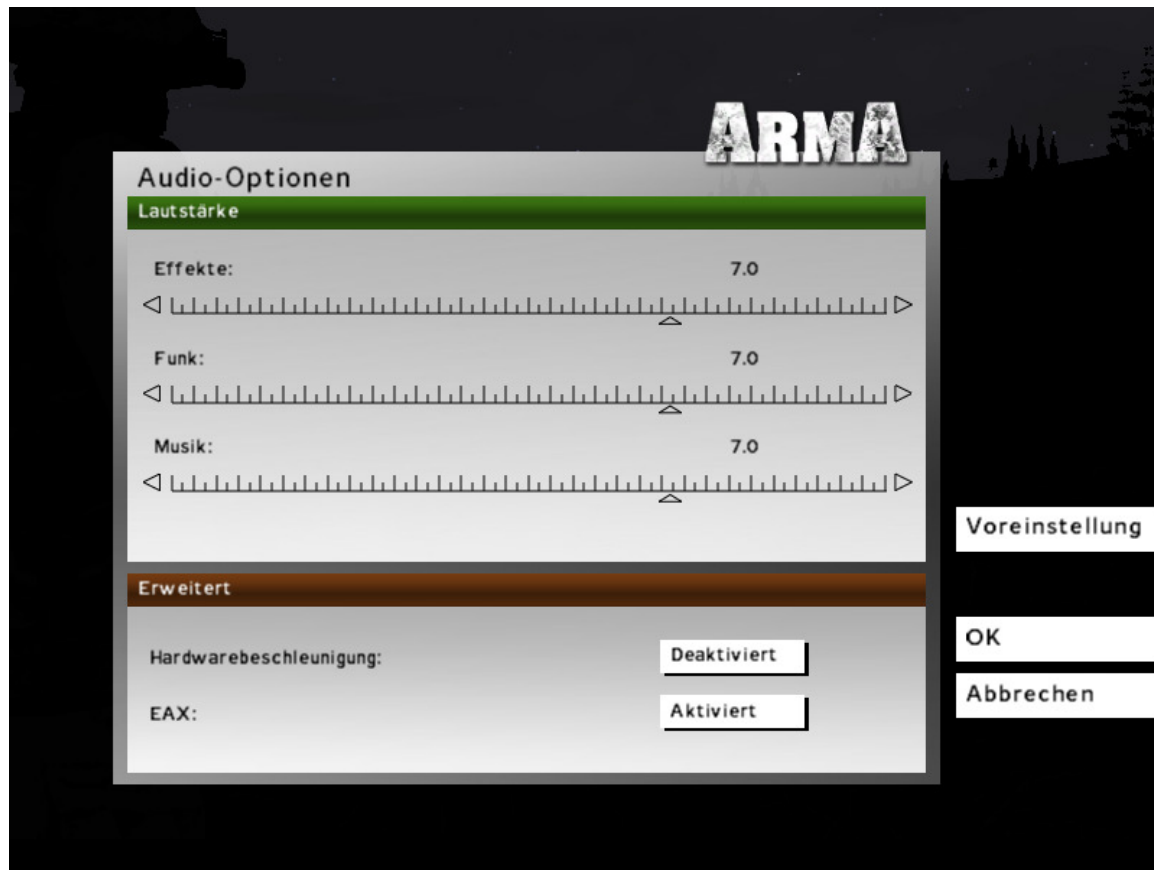 ARMA
Audio-Optionen
Lautstärke
Effekte: 7.0
Funk: 7.0
Musik: 7.0
Voreinstellung
Erweitert
Hardwarebeschleunigung: Deaktiviert
OK
Abbrechen
EAX: Aktiviert